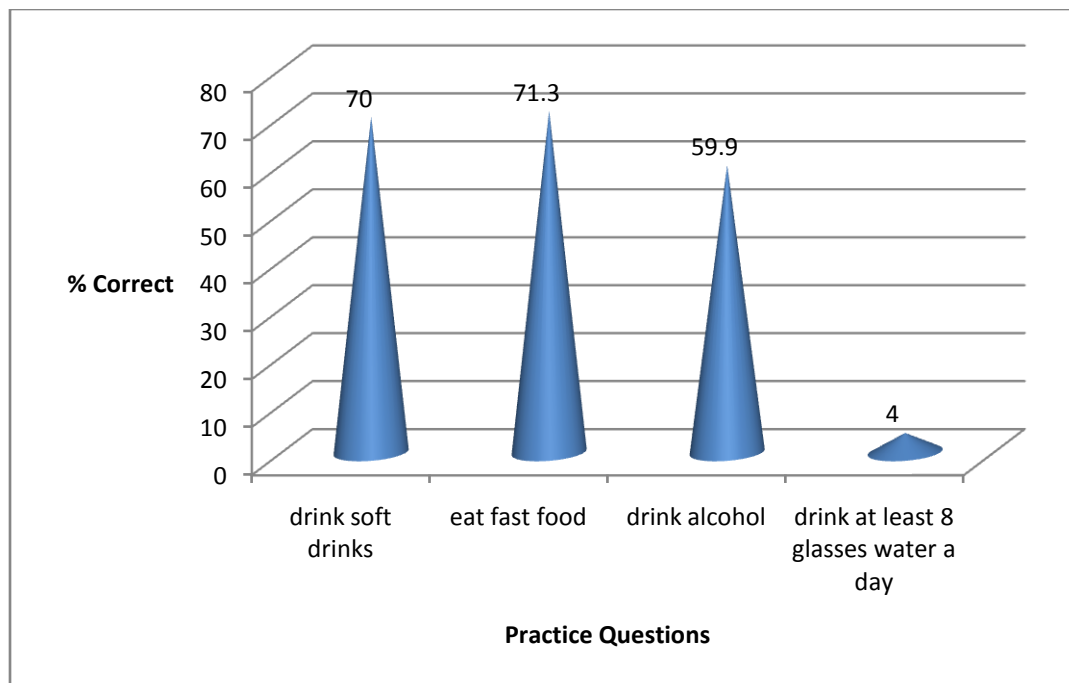 80
70
60
50
40
30
20
10
0
% Correct
70
71.3
59.9
4
drink soft
drinks
eat fast food
drink alcohol
drink at least 8
glasses water a
day
Practice Questions